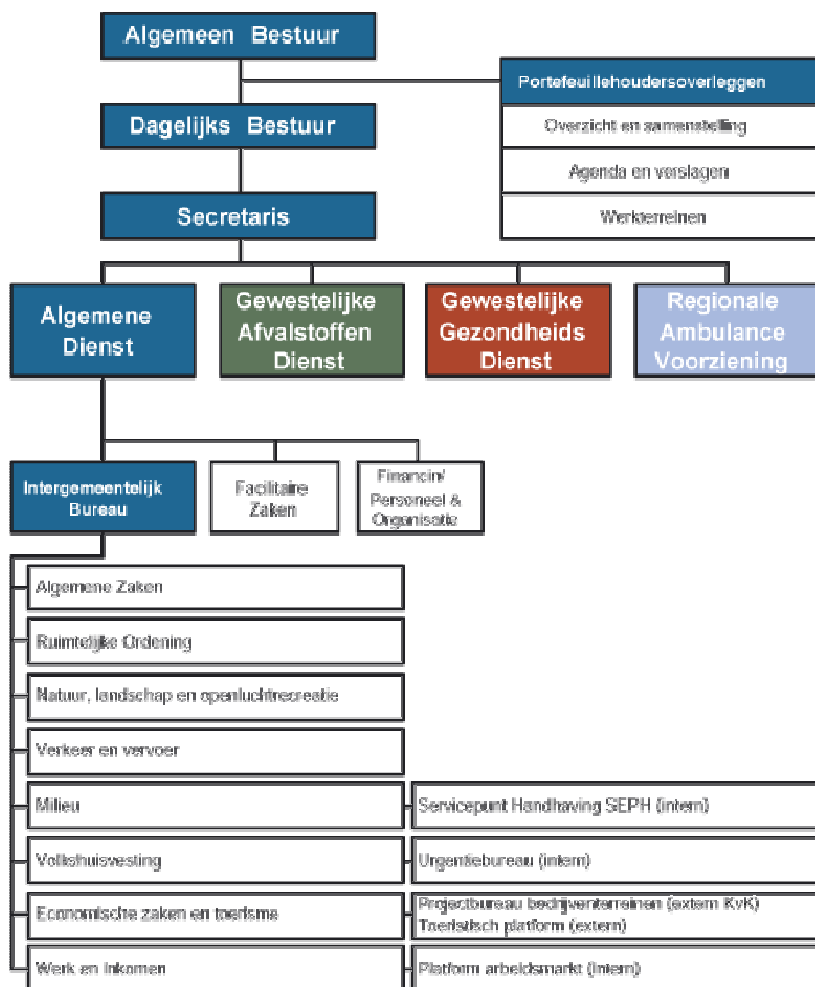 Algemeen Bestuur
Portefeuillehoudersoverleggen
Overzicht en samenstelling
Agenda en verslagen
Werkterreinen
Dagelijks Bestuur
Secretaris
Algemene
Dienst
Gewestelijke
Afvalstoffen
Dienst
Gewestelijke
Gezondheids
Dienst
Regionale
Ambulance
Voorziening
Intergemeentelijk
Bureau
Facilitaire
Zaken
Financin/
Personeel &
Organisatie
Algemene Zaken
Ruimtelijke Ordening
Natuur, landschap en openluchtrecreatie
Verkeer en vervoer
Milieu
Servicepunt Handhaving SEPH (intern)
Volkshuisvesting
Urgentiebureau (intern)
Economische zaken en toerisme
Projectbureau bedrijventerreinen (extern KvK)
Toeristisch platform (extern)
Werk en Inkomen
Platform arbeidsmarkt (intern)